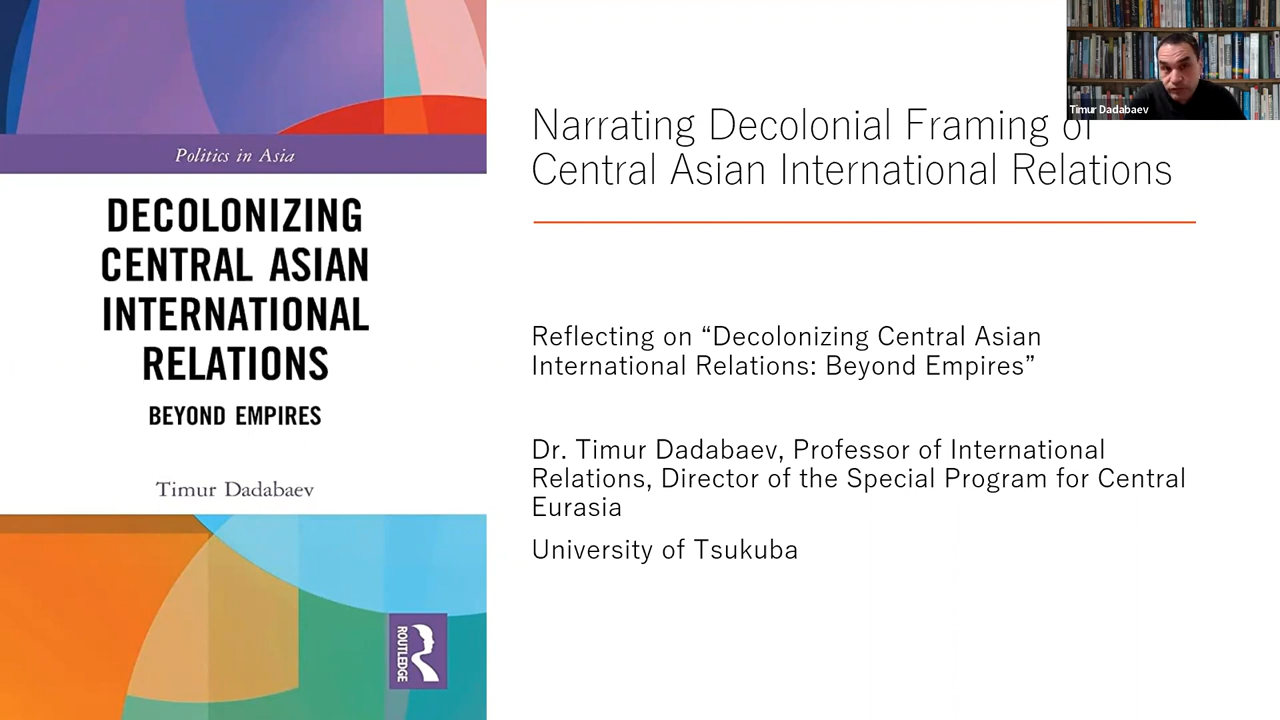 Politics in Asia
DECOLONIZING
CENTRAL ASIAN
INTERNATIONAL
RELATIONS
BEYOND EMPIRES
Timur Dadabaev
ROUTLEDGE
Timur Dadabaev
Narrating Decolonial Framing of
Central Asian International Relations
Reflecting on “Decolonizing Central Asian
International Relations: Beyond Empires”
Dr. Timur Dadabaev, Professor of International
Relations, Director of the Special Program for Central
Eurasia
University of Tsukuba